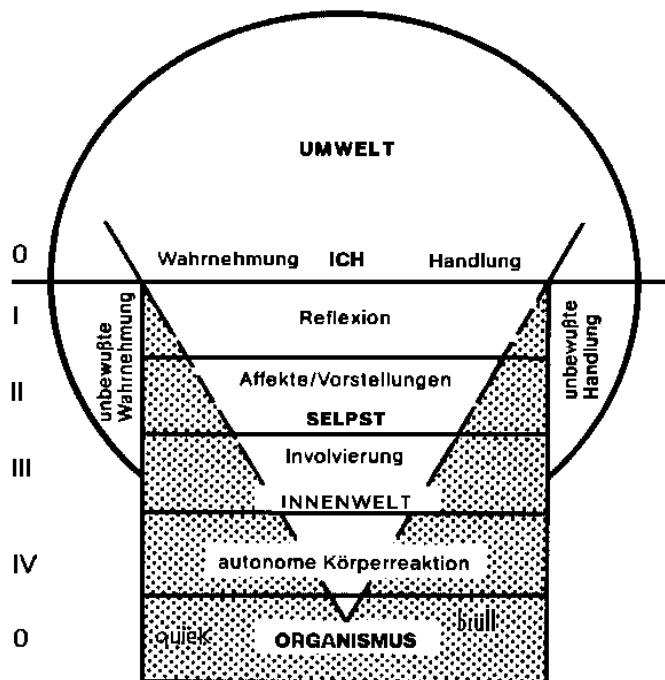 UMWELT
0
Wahrnehmung ICH Handlung
I
Reflexion
unbewußte
Wahrnehmung
unbewußte
Handlung
II
Affekte/Vorstellungen
SELPST
III
Involvierung
INNENWELT
IV
autonome Körperreaktion
0
quiek
brüll
ORGANISMUS